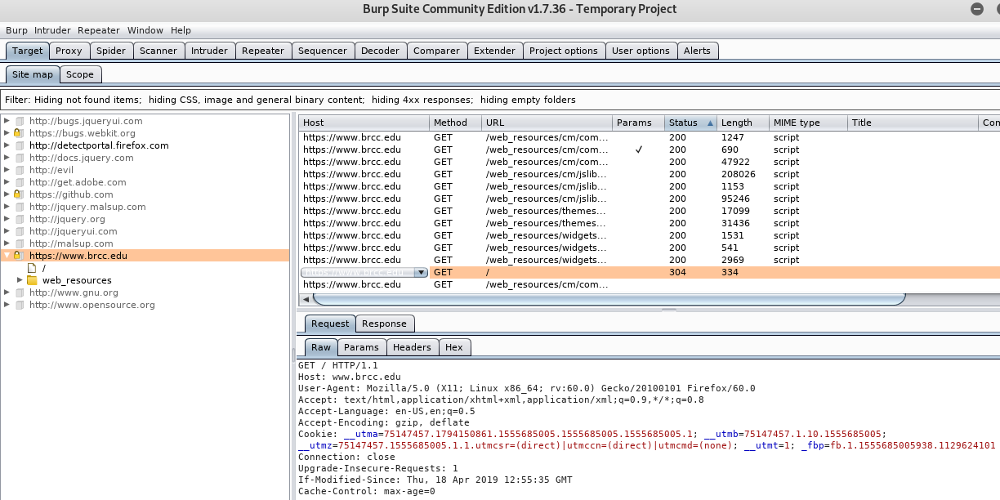 Burp Suite Community Edition v1.7.36 - Temporary Project
Burp Intruder Repeater Window Help
Target Proxy Spider Scanner Intruder Repeater Sequencer Decoder Comparer Extender Project options User options Alerts
Site map Scope
Filter: Hiding not found items; hiding CSS, image and general binary content; hiding 4xx responses; hiding empty folders
http://bugs.jqueryui.com
https://bugs.webkit.org
http://detectportal.firefox.com
http://docs.jquery.com
http://evil
http://get.adobe.com
https://github.com
http://jquery.malsup.com
http://jquery.org
http://jqueryui.com
http://malsup.com
https://www.brcc.edu
/
web_resources
http://www.gnu.org
http://www.opensource.org
Host Method URL Params Status Length MIME type Title Con
https://www.brcc.edu GET /web_resources/cm/com... 200 1247 script
https://www.brcc.edu GET /web_resources/cm/com... ✓ 200 690 script
https://www.brcc.edu GET /web_resources/cm/com... 200 47922 script
https://www.brcc.edu GET /web_resources/cm/jslib... 200 208026 script
https://www.brcc.edu GET /web_resources/cm/jslib... 200 1153 script
https://www.brcc.edu GET /web_resources/cm/jslib... 200 95246 script
https://www.brcc.edu GET /web_resources/themes... 200 17099 script
https://www.brcc.edu GET /web_resources/themes... 200 31436 script
https://www.brcc.edu GET /web_resources/widgets... 200 1531 script
https://www.brcc.edu GET /web_resources/widgets... 200 541 script
https://www.brcc.edu GET /web_resources/widgets... 200 2969 script
https://www.brcc.edu GET / 304 334
https://www.brcc.edu GET /web_resources/cm/com...
Request Response
Raw Params Headers Hex
GET / HTTP/1.1
Host: www.brcc.edu
User-Agent: Mozilla/5.0 (X11; Linux x86_64; rv:60.0) Gecko/20100101 Firefox/60.0
Accept: text/html,application/xhtml+xml,application/xml;q=0.9,*/*;q=0.8
Accept-Language: en-US,en;q=0.5
Accept-Encoding: gzip, deflate
Cookie: __utma=75147457.1794150861.1555685005.1555685005.1555685005.1; __utmb=75147457.1.10.1555685005;
__utmz=75147457.1555685005.1.1.utmcsr=(direct)|utmccn=(direct)|utmcmd=(none); __utmt=1; _fbp=fb.1.1555685005938.1129624101
Connection: close
Upgrade-Insecure-Requests: 1
If-Modified-Since: Thu, 18 Apr 2019 12:55:35 GMT
Cache-Control: max-age=0